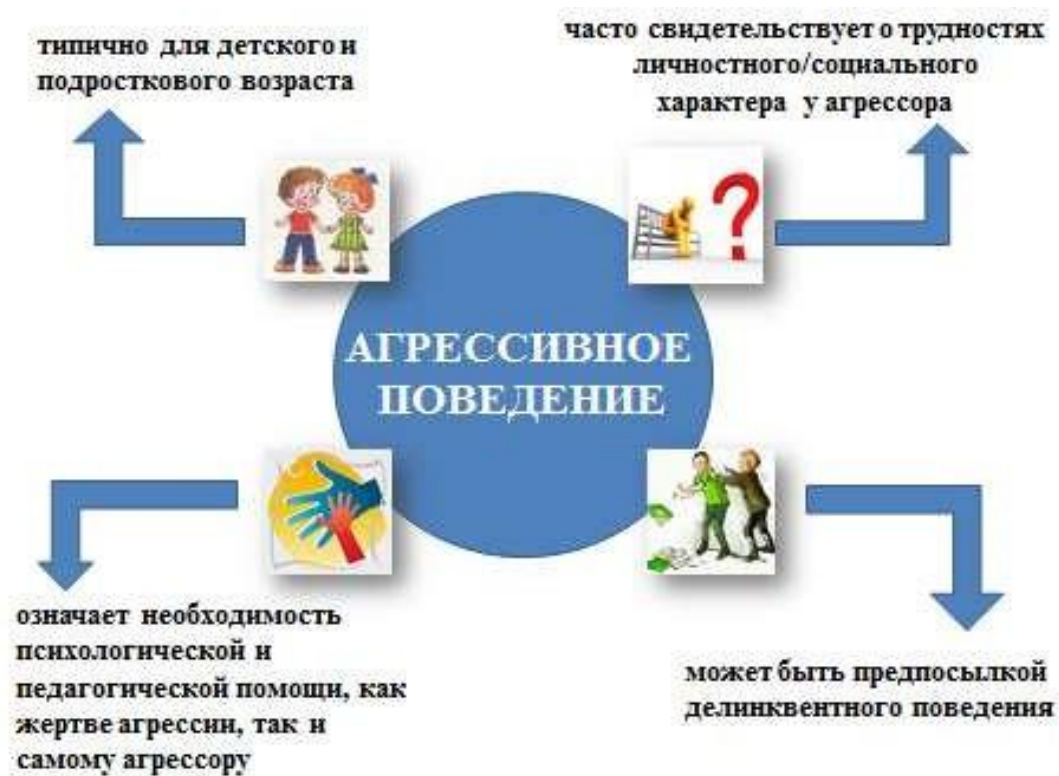 типично для детского и
подросткового возраста
часто свидетельствует о трудностях
личностного/социального
характера у агрессора
АГРЕССИВНОЕ
ПОВЕДЕНИЕ
означает необходимость
психологической и
педагогической помощи, как
жертве агрессии, так и
самому агрессору
может быть предпосылкой
делинквентного поведения